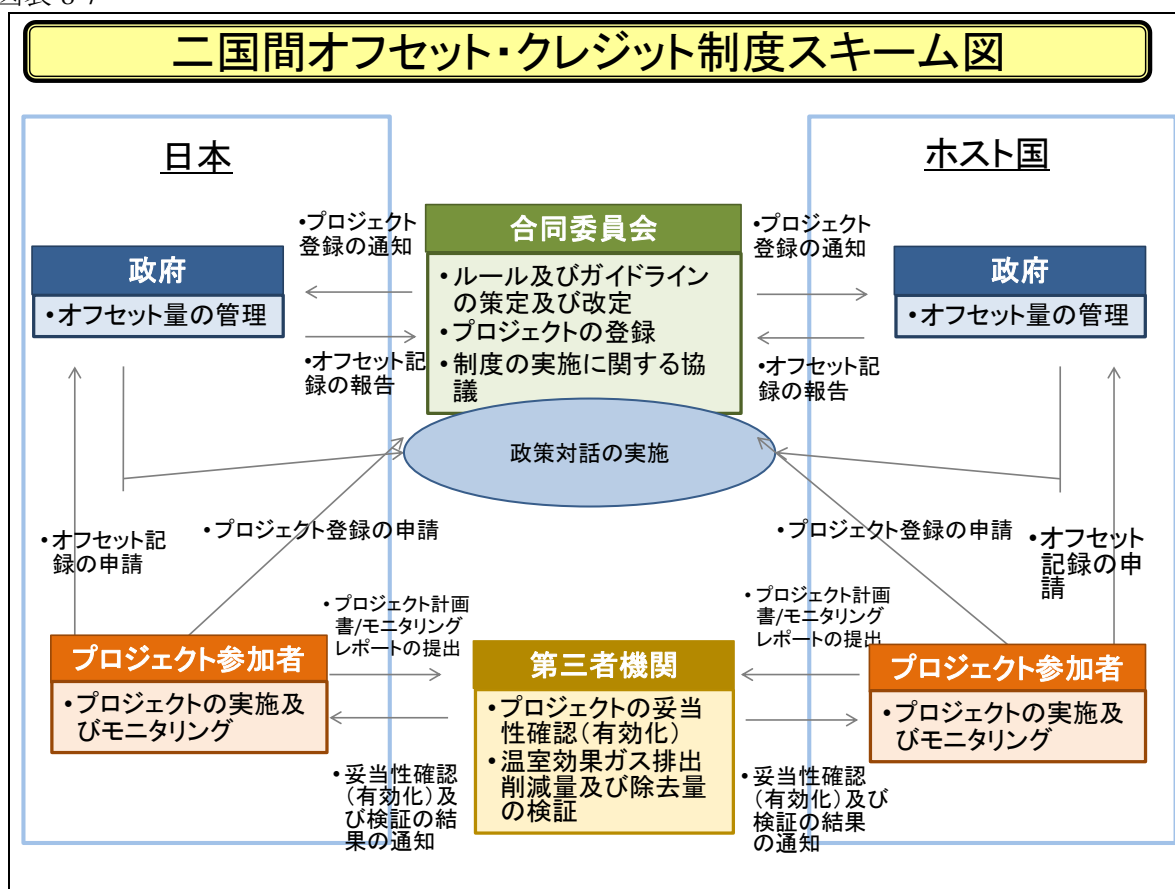 二国間オフセット・クレジット制度スキーム図
日本
ホスト国
•プロジェクト
登録の通知
合同委員会
•プロジェクト
登録の通知
政府
•オフセット量の管理
• ルール及びガイドライン
の策定及び改定
• プロジェクトの登録
• 制度の実施に関する協
議
政府
•オフセット量の管理
•オフセット記
録の報告
•オフセット記
録の報告
政策対話の実施
•オフセット記
録の申請
•プロジェクト登録の申請
•プロジェクト登録の申請
•オフセット
記録の申
請
• プロジェクト計画
書/モニタリング
レポートの提出
• プロジェクト計画
書/モニタリング
レポートの提出
プロジェクト参加者
•プロジェクトの実施及
びモニタリング
第三者機関
•プロジェクトの妥当
性確認(有効化)
•温室効果ガス排出
削減量及び除去量
の検証
プロジェクト参加者
•プロジェクトの実施及
びモニタリング
•妥当性確認
(有効化)及
び検証の結
果の通知
•妥当性確認
(有効化)及び
検証の結果
の通知